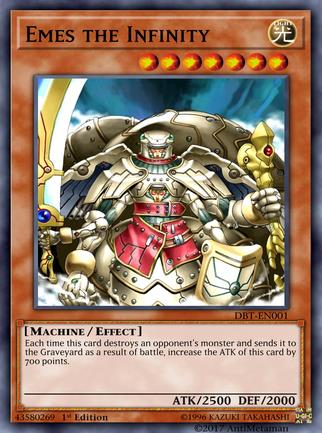 Emes the Infinity
LIGHT
光
DBT-EN001
[Machine / Effect]
Each time this card destroys an opponent's monster and sends it to
the Graveyard as a result of battle, increase the ATK of this card by
700 points.
ATK/2500 DEF/2000
43580269 1st Edition ©1996 KAZUKI TAKAHASHI
©2017 AntiMetaman